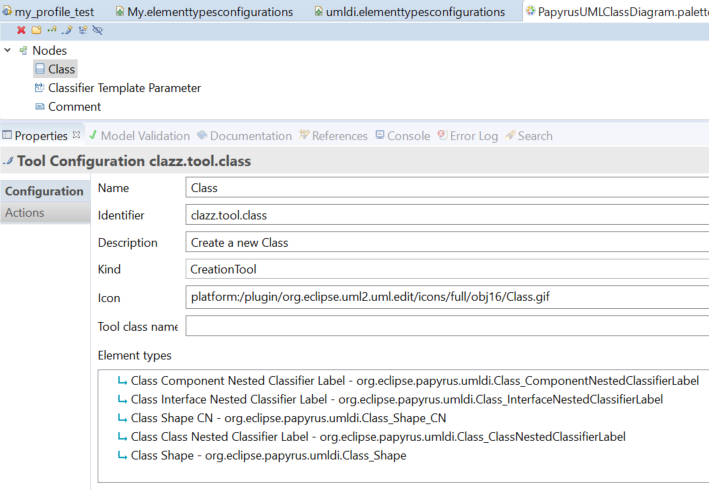 my_profile_test My.elementtypesconfigurations umldi.elementtypesconfigurations PapyrusUMLClassDiagram.palett
Nodes
Class
Classifier Template Parameter
Comment
Properties Model Validation Documentation References Console Error Log Search
Tool Configuration clazz.tool.class
Configuration
Actions
Name Class
Identifier clazz.tool.class
Description Create a new Class
Kind CreationTool
Icon platform:/plugin/org.eclipse.uml2.uml.edit/icons/full/obj16/Class.gif
Tool class name
Element types
Class Component Nested Classifier Label - org.eclipse.papyrus.umldi.Class_ComponentNestedClassifierLabel
Class Interface Nested Classifier Label - org.eclipse.papyrus.umldi.Class_InterfaceNestedClassifierLabel
Class Shape CN - org.eclipse.papyrus.umldi.Class_Shape_CN
Class Class Nested Classifier Label - org.eclipse.papyrus.umldi.Class_ClassNestedClassifierLabel
Class Shape - org.eclipse.papyrus.umldi.Class_Shape